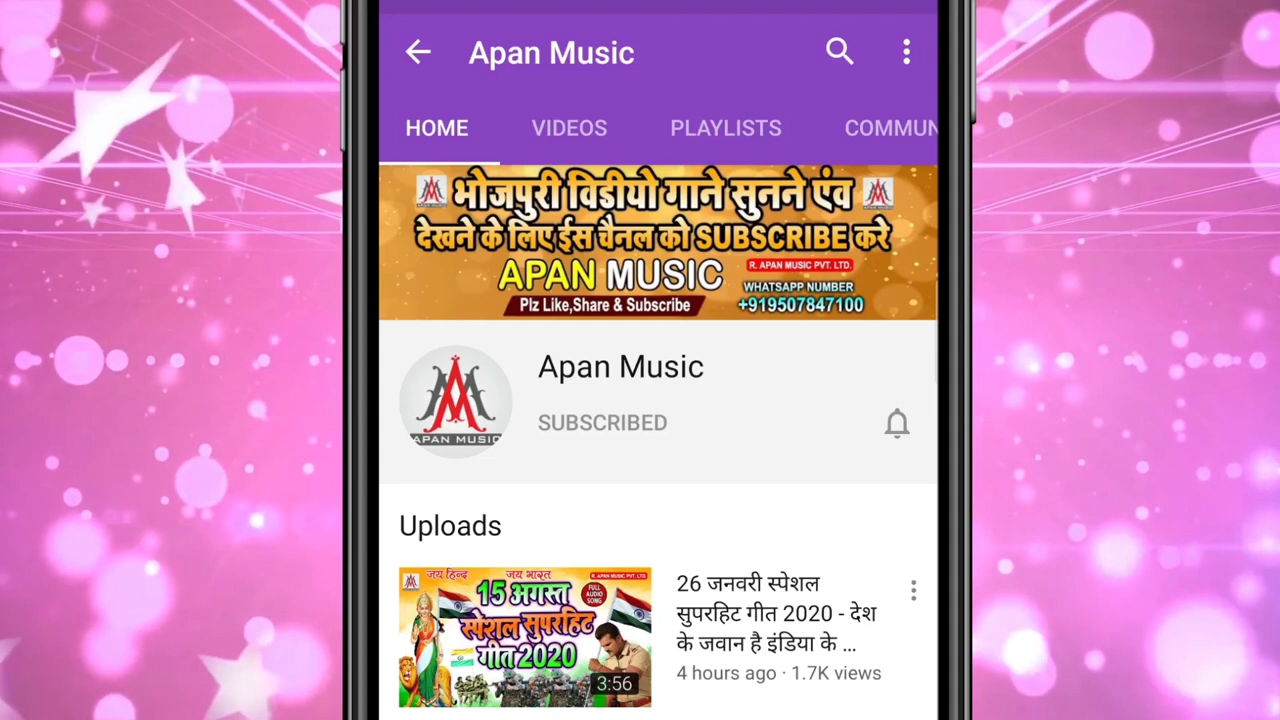 Apan Music
HOME VIDEOS PLAYLISTS COMMUN
भोजपुरी विडीयो गाने सुनने एंव
देखने के लिए ईस चैनल को SUBSCRIBE करे
APAN MUSIC
R. APAN MUSIC PVT. LTD.
WHATSAPP NUMBER
+919507847100
Plz Like,Share & Subscribe
Apan Music
SUBSCRIBED
APAN MUSIC
Uploads
जय हिन्द जय भारत
R. APAN MUSIC PVT. LTD
15 अगस्त
FULL
AUDIO
SONG
स्पेशल सुपरहिट
गीत 2020
3:56
26 जनवरी स्पेशल
सुपरहिट गीत 2020 - देश
के जवान है इंडिया के ...
4 hours ago · 1.7K views